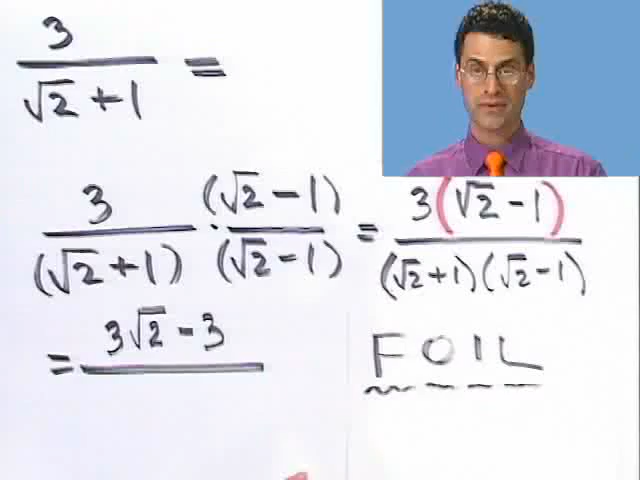 3
√2 + 1 =
3 (√2 - 1) 3(√2 - 1)
(√2 + 1) · (√2 - 1) = (√2 + 1)(√2 - 1)
= 3√2 - 3
FOIL